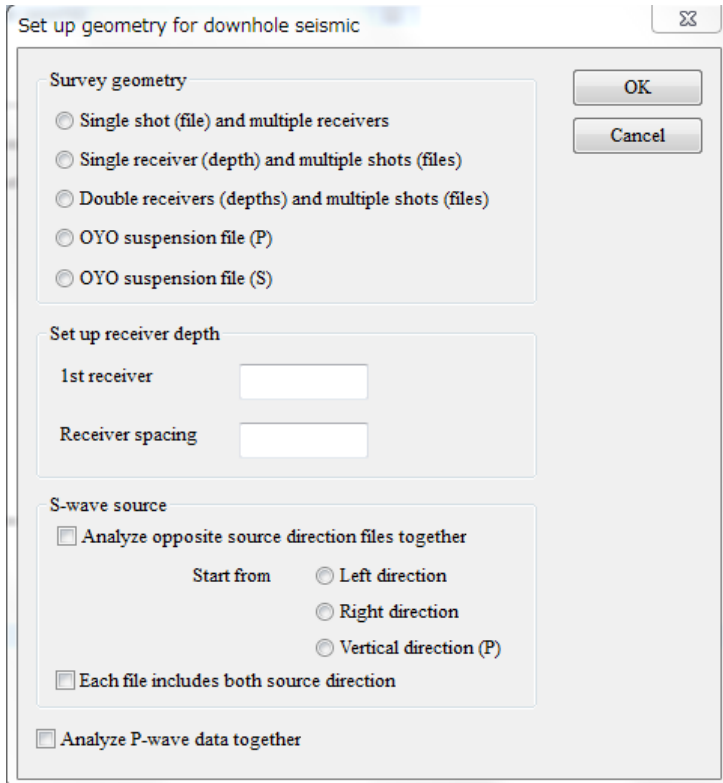 Set up geometry for downhole seismic
OK
Cancel
Survey geometry
Single shot (file) and multiple receivers
Single receiver (depth) and multiple shots (files)
Double receivers (depths) and multiple shots (files)
OYO suspension file (P)
OYO suspension file (S)
Set up receiver depth
1st receiver
Receiver spacing
S-wave source
Analyze opposite source direction files together
Start from Left direction
Right direction
Vertical direction (P)
Each file includes both source direction
Analyze P-wave data together